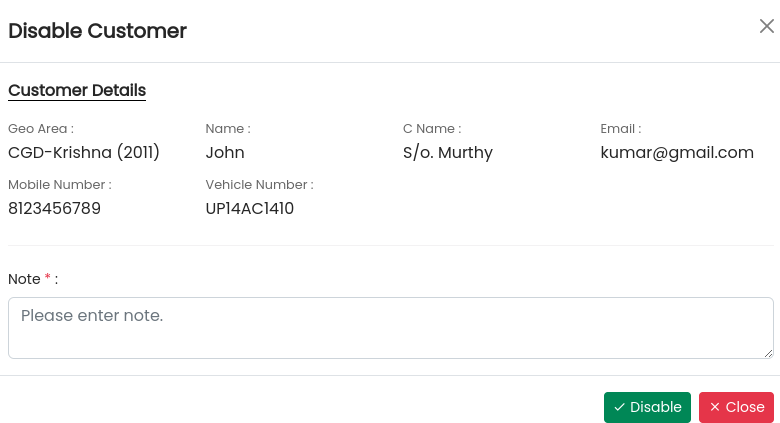 Disable Customer
Customer Details
Geo Area : Name : C Name : Email :
CGD-Krishna (2011) John S/o. Murthy kumar@gmail.com
Mobile Number : Vehicle Number :
8123456789 UP14AC1410
Note * :
Please enter note.
Disable Close